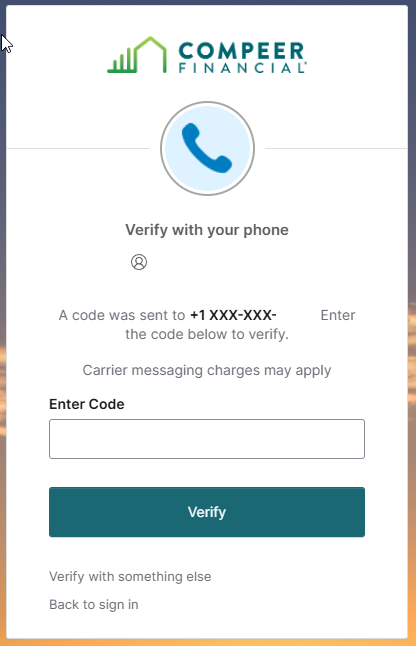 COMPEER
FINANCIAL®
Verify with your phone
A code was sent to +1 XXX-XXX- Enter
the code below to verify.
Carrier messaging charges may apply
Enter Code
Verify
Verify with something else
Back to sign in